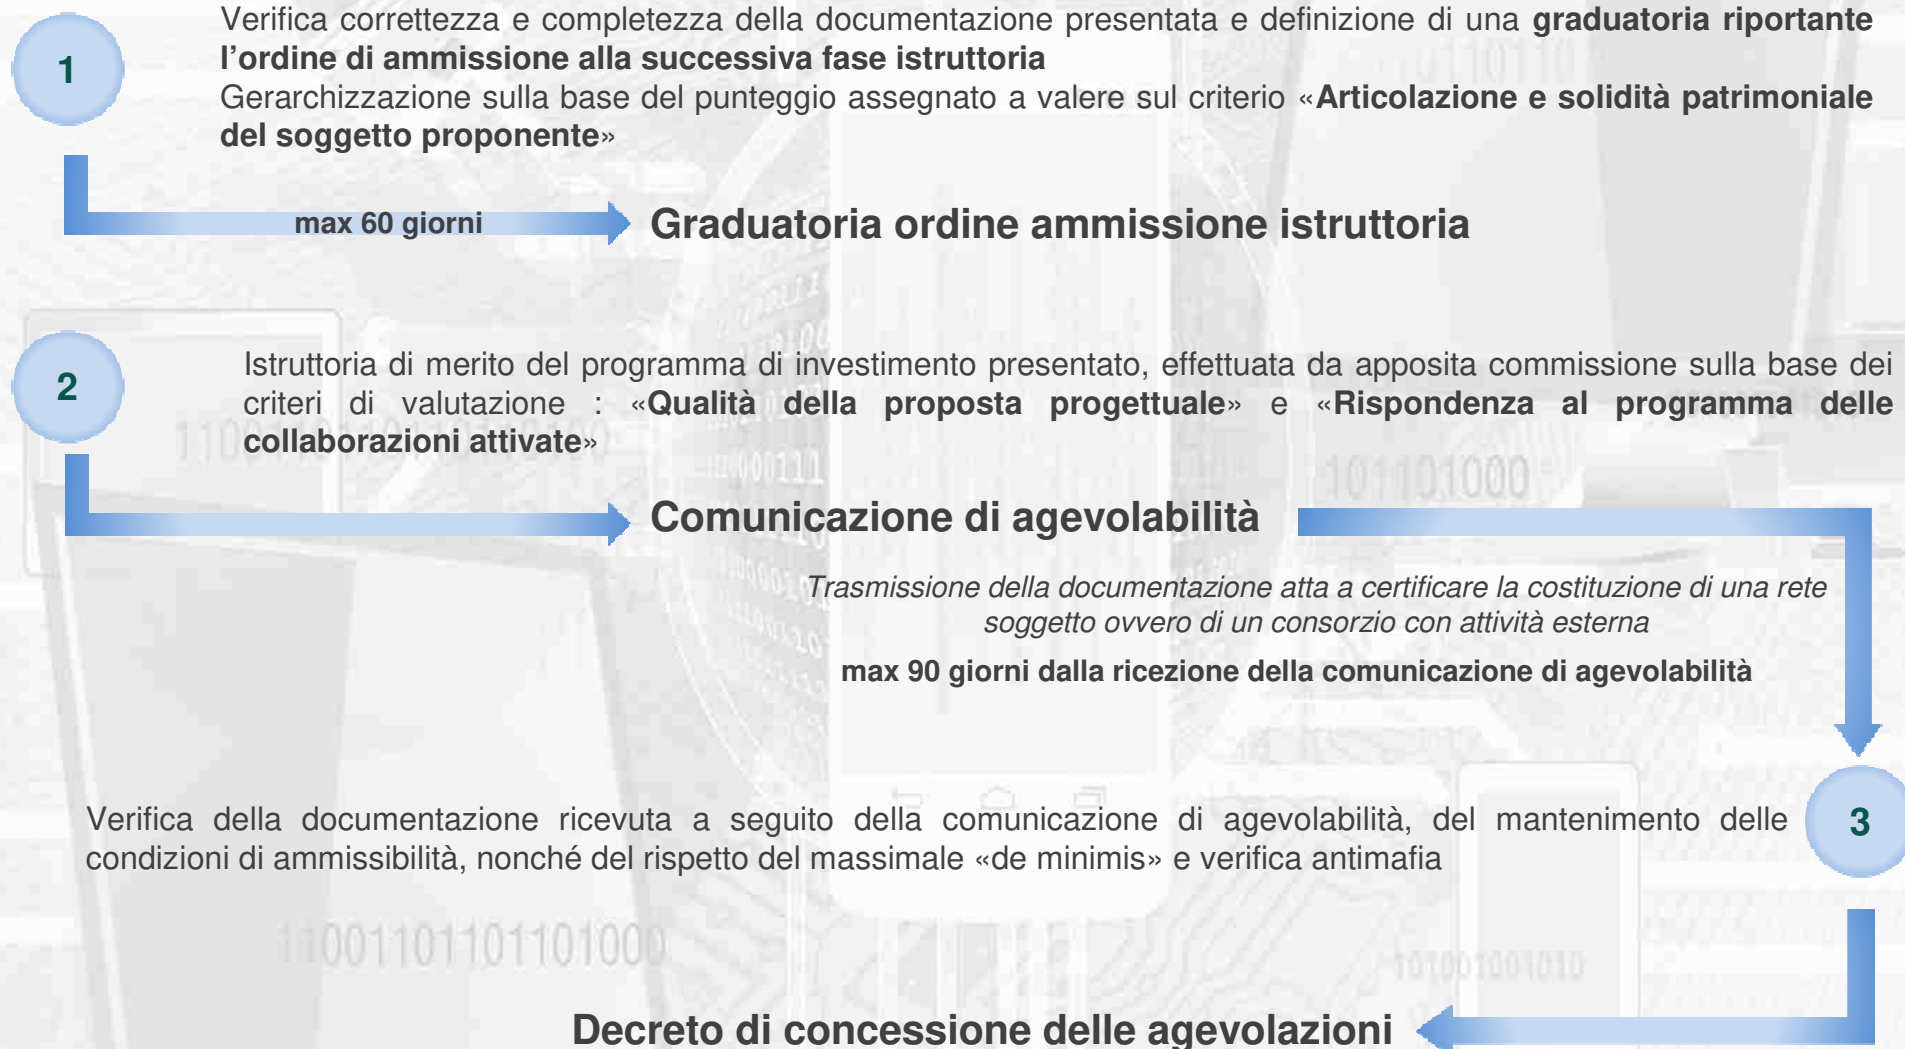 1
Verifica correttezza e completezza della documentazione presentata e definizione di una graduatoria riportante
l’ordine di ammissione alla successiva fase istruttoria
Gerarchizzazione sulla base del punteggio assegnato a valere sul criterio «Articolazione e solidità patrimoniale
del soggetto proponente»
max 60 giorni
Graduatoria ordine ammissione istruttoria
2
Istruttoria di merito del programma di investimento presentato, effettuata da apposita commissione sulla base dei
criteri di valutazione : «Qualità della proposta progettuale» e «Rispondenza al programma delle
collaborazioni attivate»
101101000
Comunicazione di agevolabilità
Trasmissione della documentazione atta a certificare la costituzione di una rete
soggetto ovvero di un consorzio con attività esterna
max 90 giorni dalla ricezione della comunicazione di agevolabilità
Verifica della documentazione ricevuta a seguito della comunicazione di agevolabilità, del mantenimento delle
condizioni di ammissibilità, nonché del rispetto del massimale «de minimis» e verifica antimafia
3
11001101101101000
101001001010
Decreto di concessione delle agevolazioni